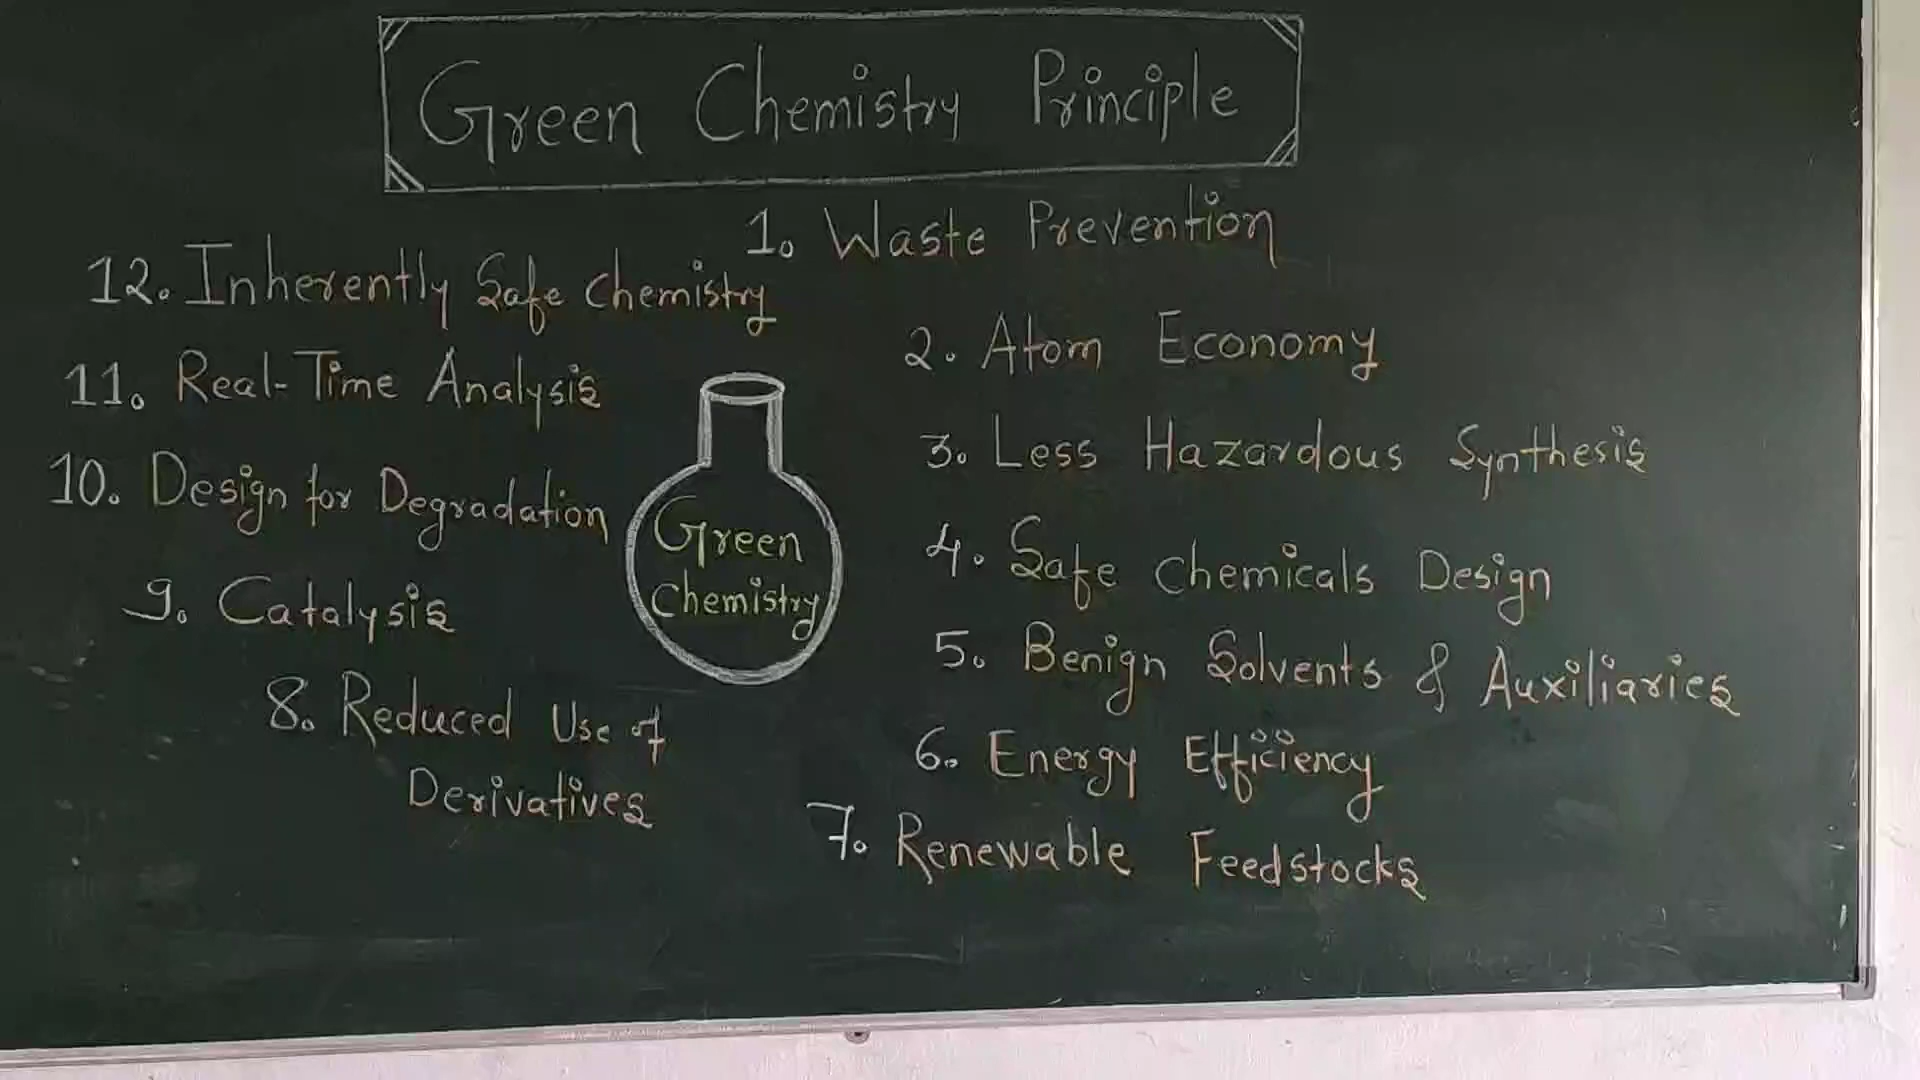 Green Chemistry Principle
1. Waste Prevention
2. Atom Economy
3. Less Hazardous Synthesis
4. Safe Chemicals Design
5. Benign Solvents & Auxiliaries
6. Energy Efficiency
7. Renewable Feedstocks
8. Reduced Use of
Derivatives
9. Catalysis
10. Design for Degradation
11. Real-Time Analysis
12. Inherently Safe Chemistry
Green
Chemistry